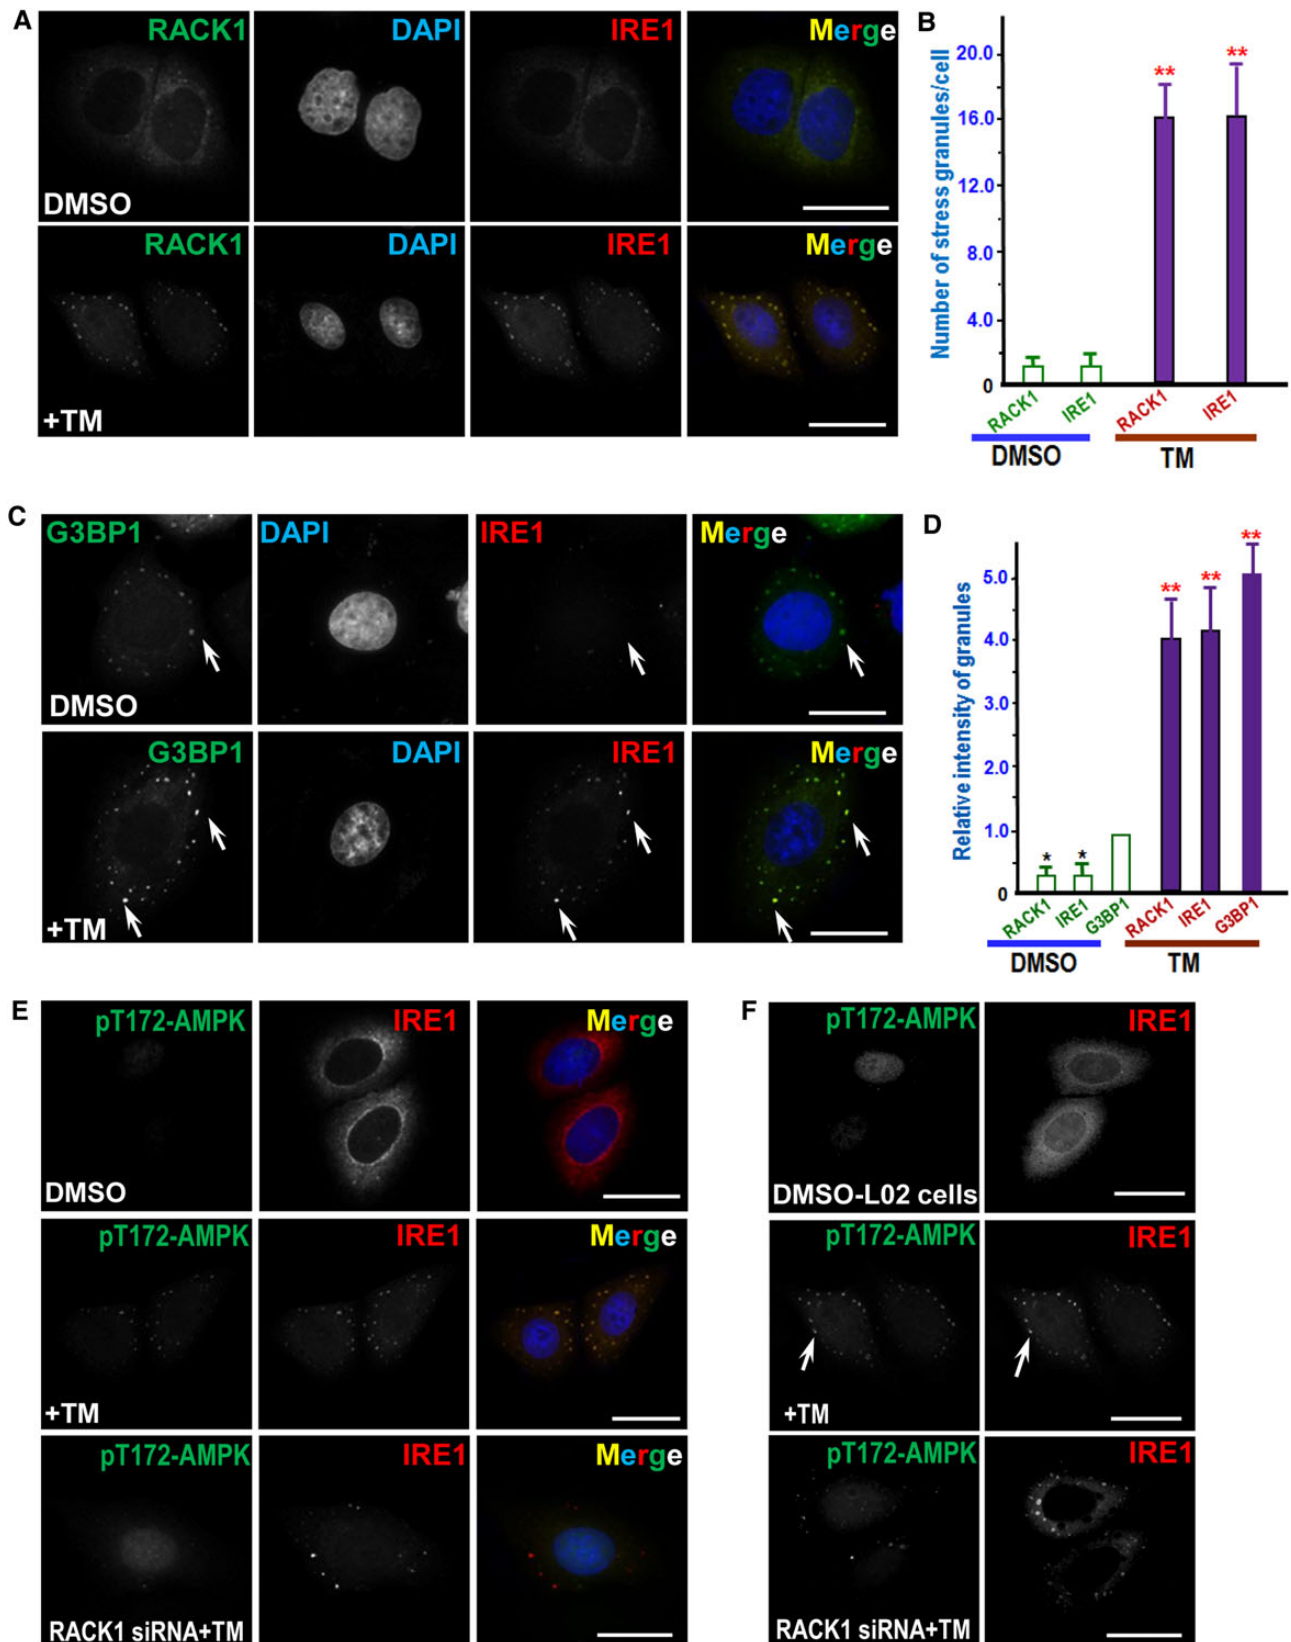 A
RACK1 DAPI IRE1 Merge
DMSO
RACK1 DAPI IRE1 Merge
+TM
B
Number of stress granules/cell
20.0
16.0
12.0
8.0
4.0
0
** **
RACK1 IRE1 RACK1 IRE1
DMSO TM
C
G3BP1 DAPI IRE1 Merge
DMSO
G3BP1 DAPI IRE1 Merge
+TM
D
Relative intensity of granules
5.0
4.0
3.0
2.0
1.0
0
* * ** ** **
RACK1 IRE1 G3BP1 RACK1 IRE1 G3BP1
DMSO TM
E
pT172-AMPK IRE1 Merge
DMSO
pT172-AMPK IRE1 Merge
+TM
pT172-AMPK IRE1 Merge
RACK1 siRNA+TM
F
pT172-AMPK IRE1
DMSO-L02 cells
pT172-AMPK IRE1
+TM
pT172-AMPK IRE1
RACK1 siRNA+TM